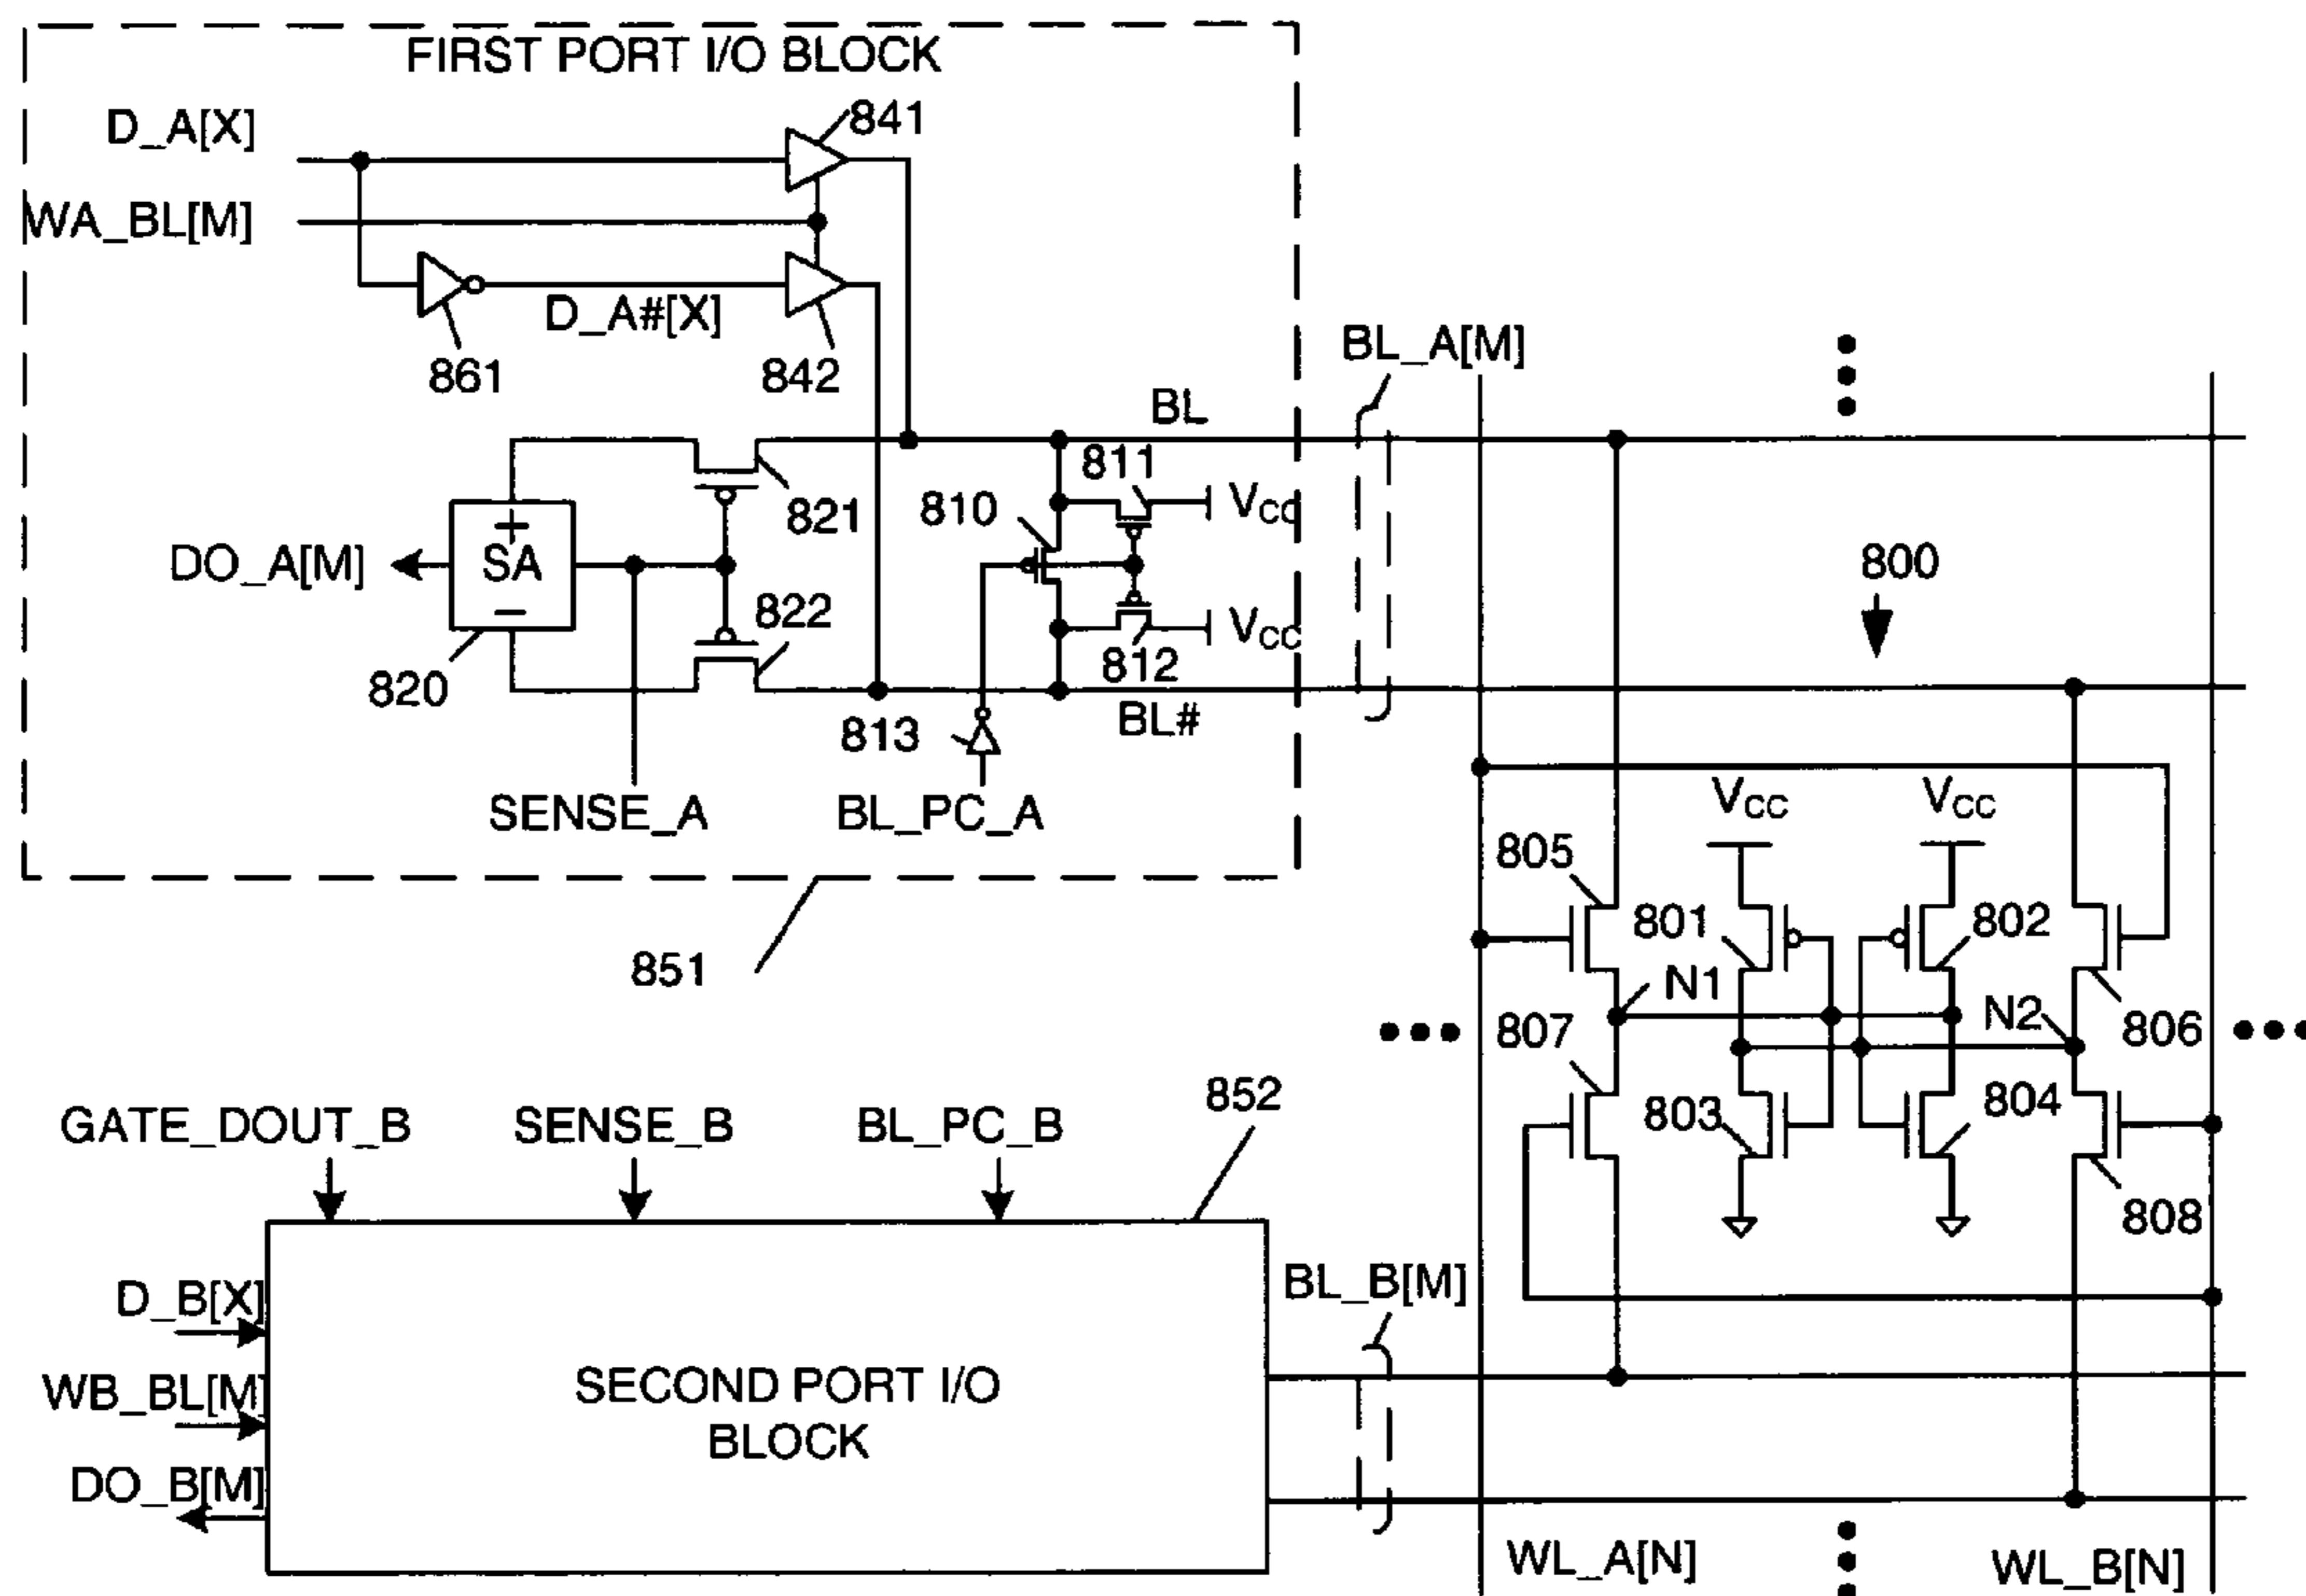 FIRST PORT I/O BLOCK
D_A[X]
841
WA_BL[M]
D_A#[X]
861
842
BL_A[M]
BL
811
810
VCC
821
DO_A[M]
+
SA
−
800
822
VCC
812
820
813
BL#
SENSE_A
BL_PC_A
VCC
VCC
805
801
802
851
N1
N2
807
806
852
803
804
GATE_DOUT_B
SENSE_B
BL_PC_B
808
BL_B[M]
D_B[X]
WB_BL[M]
SECOND PORT I/O
BLOCK
DO_B[M]
WL_A[N]
WL_B[N]